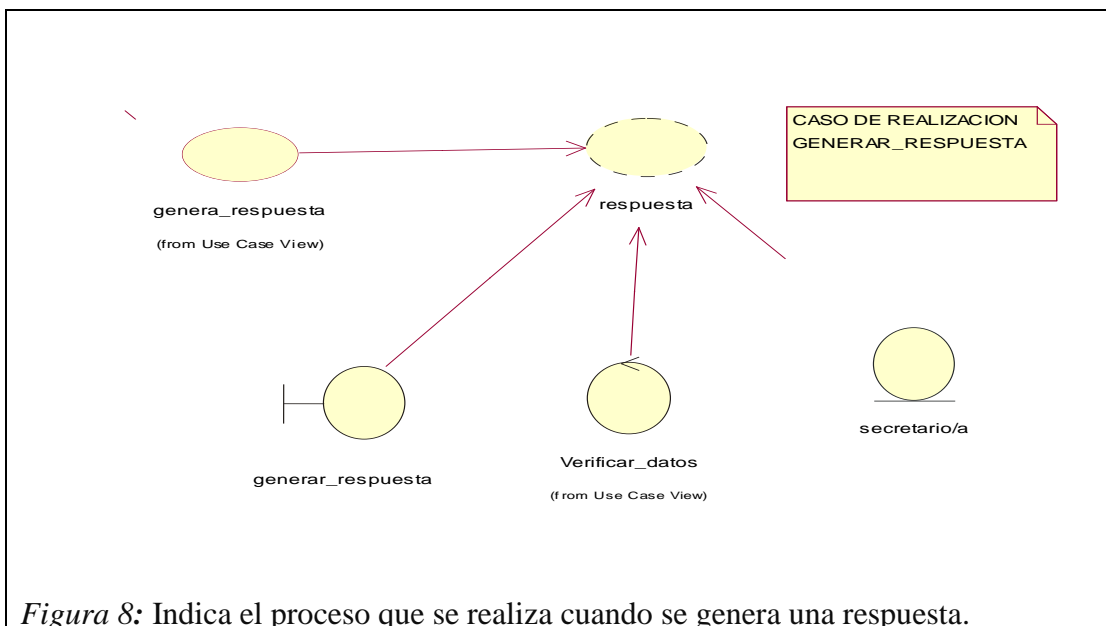 CASO DE REALIZACION
GENERAR_RESPUESTA
respuesta
genera_respuesta
(from Use Case View)
generar_respuesta
Verificar_datos
(from Use Case View)
secretario/a
Figura 8: Indica el proceso que se realiza cuando se genera una respuesta.